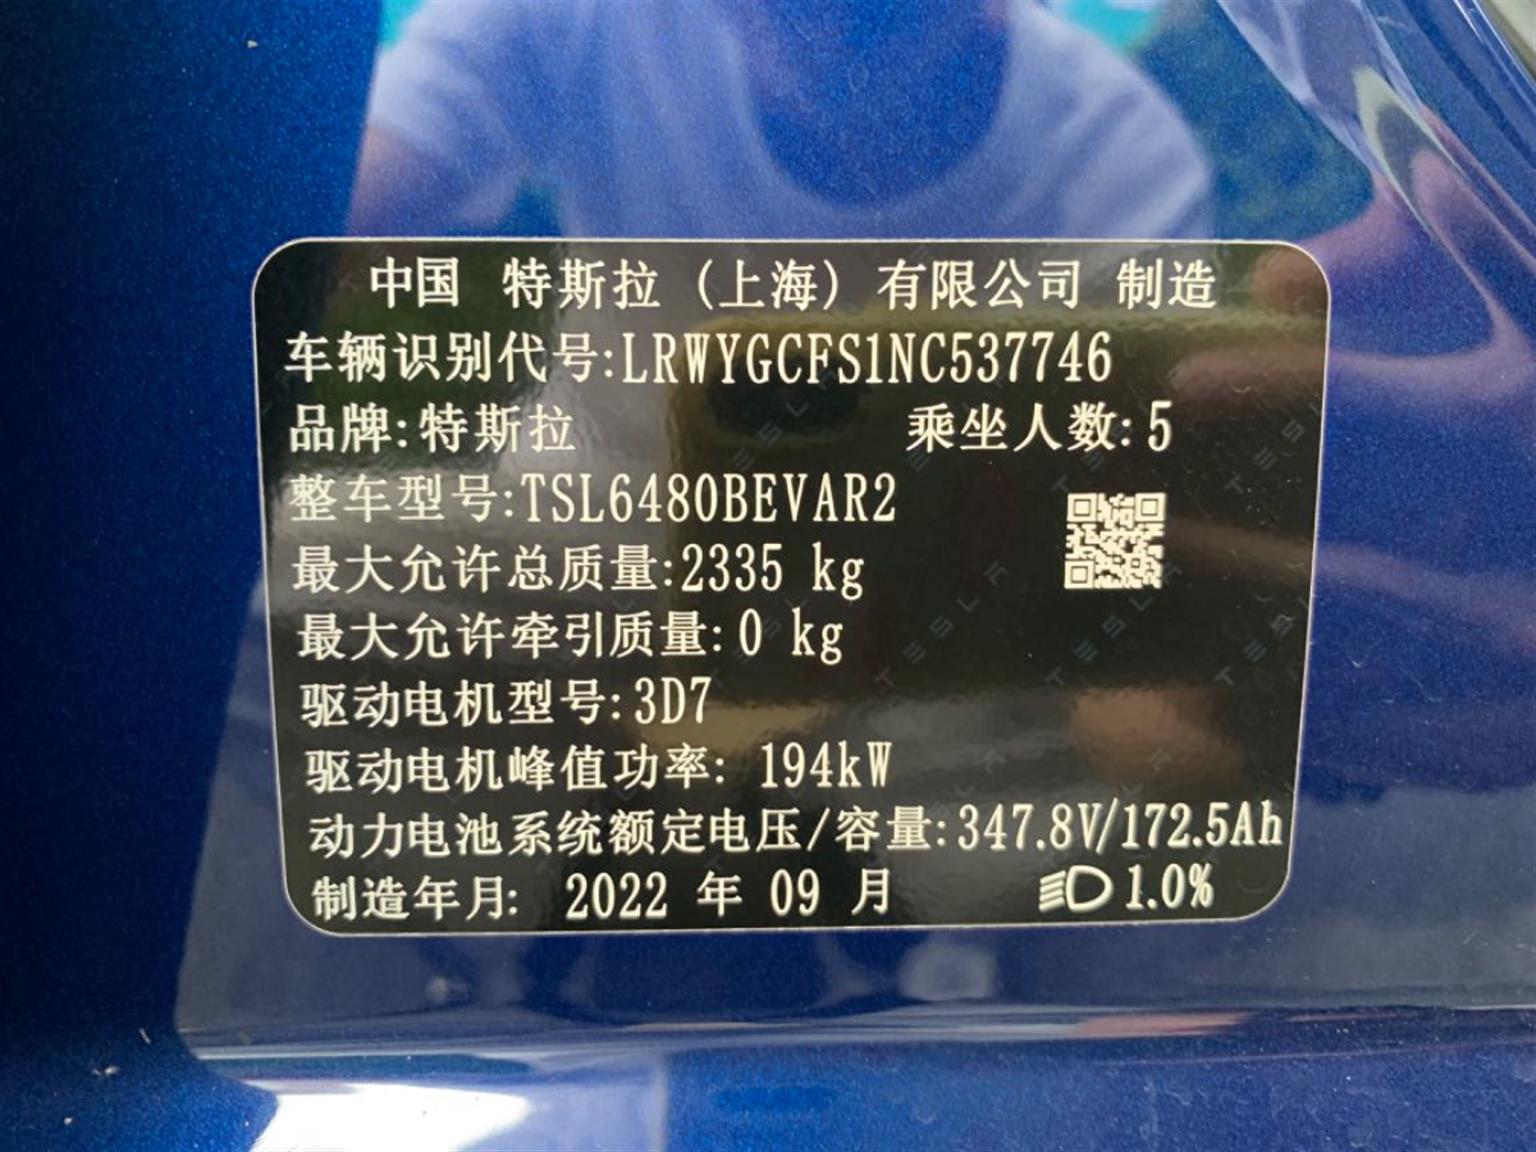 中国 特斯拉（上海）有限公司 制造
车辆识别代号:LRWYGCFS1NC537746
品牌:特斯拉 乘坐人数:5
整车型号:TSL6480BEVAR2
最大允许总质量:2335 kg
最大允许牵引质量:0 kg
驱动电机型号:3D7
驱动电机峰值功率: 194kW
动力电池系统额定电压/容量:347.8V/172.5Ah
制造年月: 2022 年 09 月 1.0%
TESLA